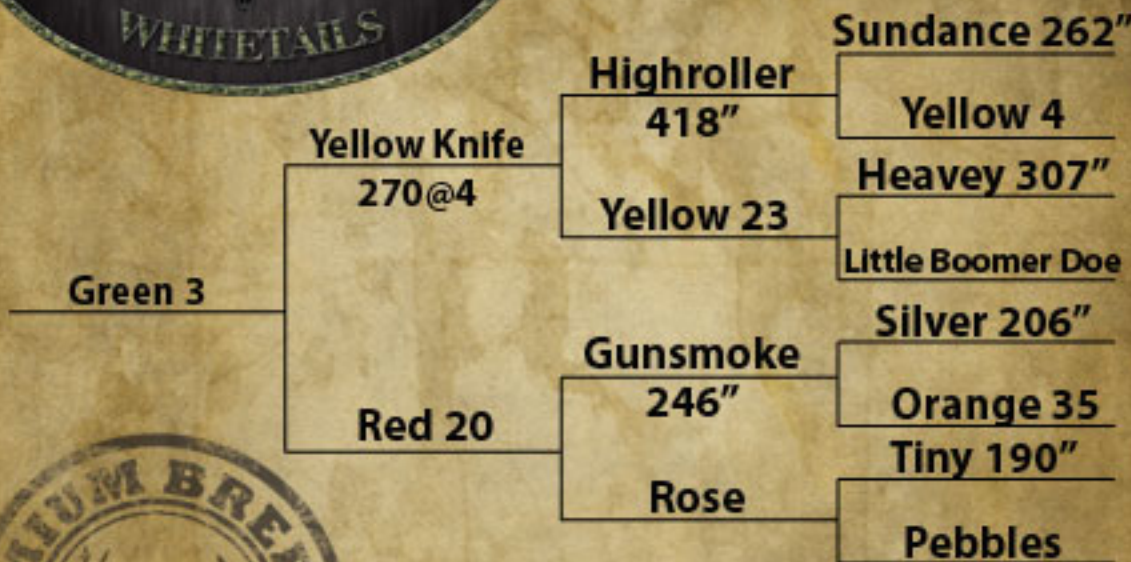 WHITETAILS
Sundance 262”
Highroller
418”
Yellow 4
Yellow Knife
270@4
Heavey 307”
Yellow 23
Little Boomer Doe
Green 3
Silver 206”
Gunsmoke
246”
Orange 35
Red 20
Tiny 190”
Rose
Pebbles